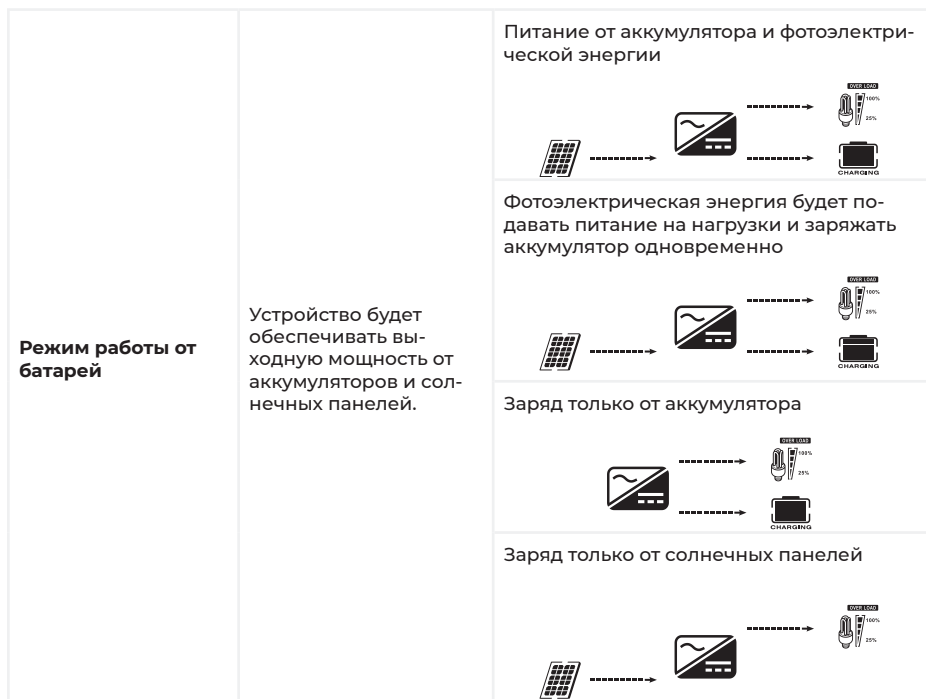 Режим работы от
батарей
Устройство будет
обеспечивать вы-
ходную мощность от
аккумуляторов и сол-
нечных панелей.
Питание от аккумулятора и фотоэлектри-
ческой энергии
OVER LOAD
100%
25%
CHARGING
Фотоэлектрическая энергия будет по-
давать питание на нагрузки и заряжать
аккумулятор одновременно
OVER LOAD
100%
25%
CHARGING
Заряд только от аккумулятора
OVER LOAD
100%
25%
CHARGING
Заряд только от солнечных панелей
OVER LOAD
100%
25%